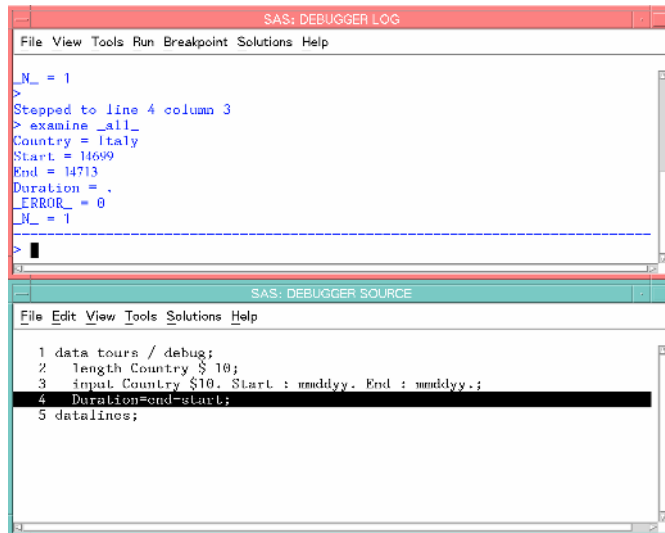 SAS: DEBUGGER LOG
File View Tools Run Breakpoint Solutions Help
_N_ = 1
>
Stepped to line 4 column 3
> examine _all_
Country = Italy
Start = 14699
End = 14713
Duration = .
_ERROR_ = 0
_N_ = 1
>
SAS: DEBUGGER SOURCE
File Edit View Tools Solutions Help
1 data tours / debug;
2 length Country $ 10;
3 input Country $10. Start : mmddyy. End : mmddyy.;
4 Duration=end-start;
5 datalines;